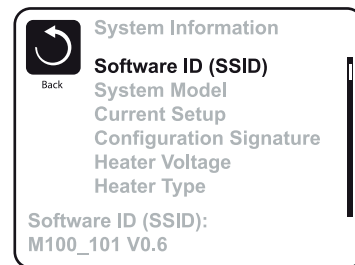 System Information
Software ID (SSID)
Back
System Model
Current Setup
Configuration Signature
Heater Voltage
Heater Type
Software ID (SSID):
M100_101 V0.6